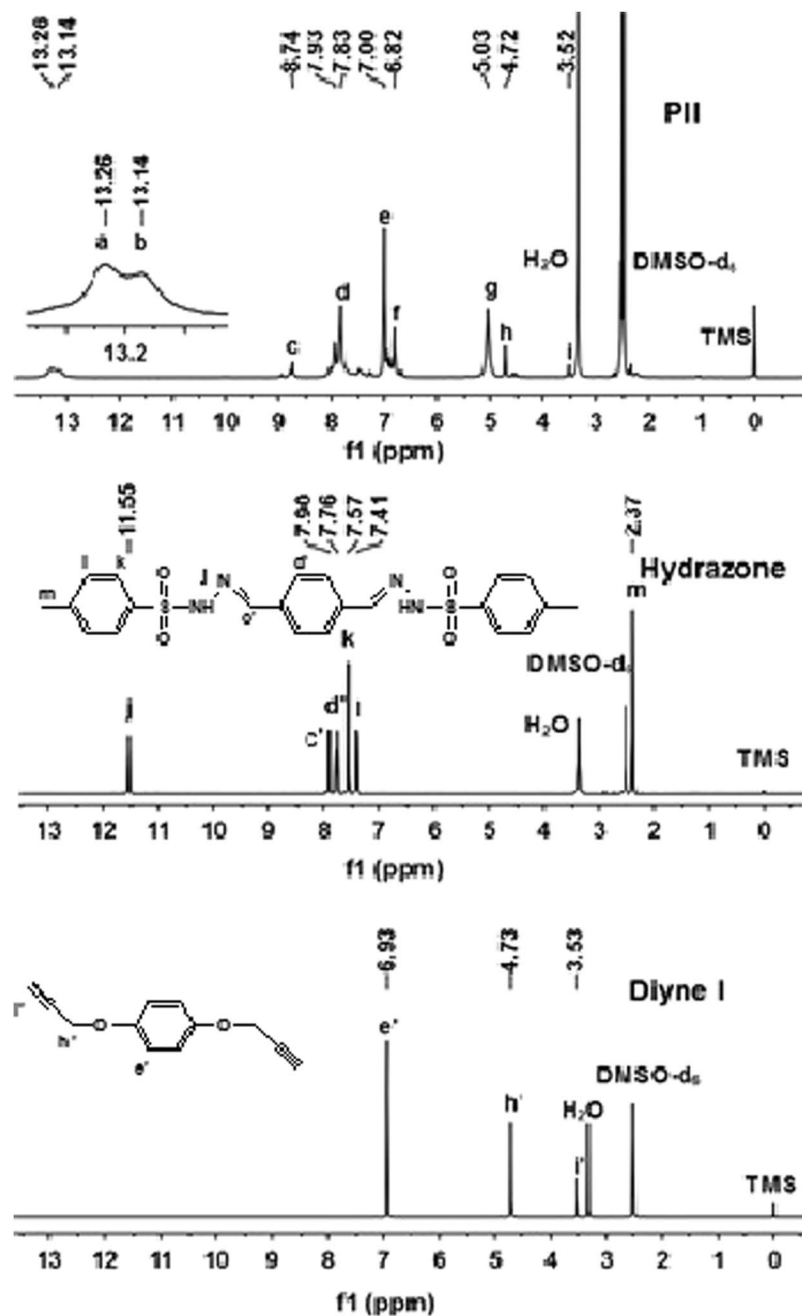 13.26
13.14
8.74
7.93
7.83
7.00
6.82
5.03
4.72
3.52
PII
13.26
13.14
a
b
13.2
c
d
e
f
g
h
i
H₂O
DMSO-d₆
TMS
13 12 11 10 9 8 7 6 5 4 3 2 1 0
f1 (ppm)
11.55
7.76
7.57
7.41
2.37
Hydrazone
m
O
S
O
NH
N
j
N
HN
O
S
O
m
k
d'
c'
l
j
DMSO-d
H₂O
TMS
13 12 11 10 9 8 7 6 5 4 3 2 1 0
f1 (ppm)
6.93
4.73
3.53
Diyne I
O
O
h'
e'
e'
h'
i'
H₂O
DMSO-d₆
TMS
13 12 11 10 9 8 7 6 5 4 3 2 1 0
f1 (ppm)